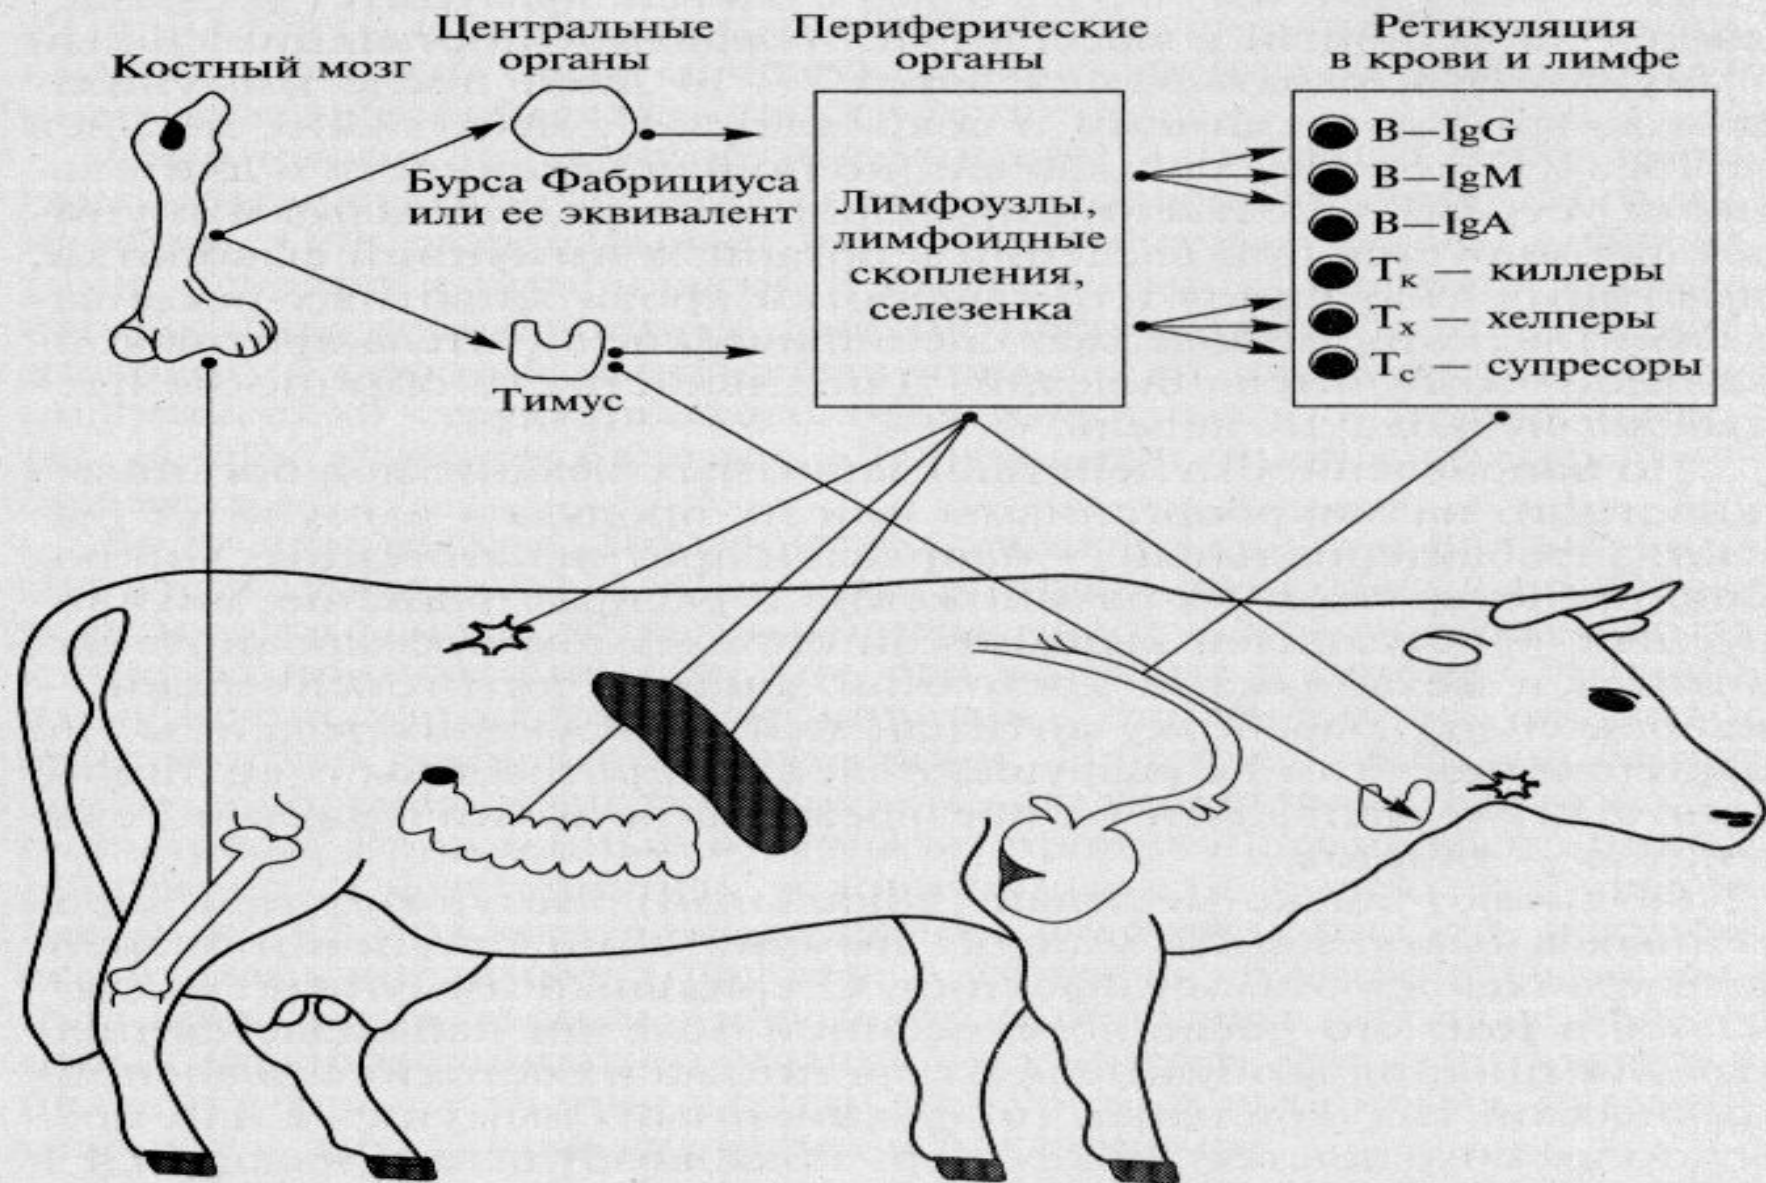 Костный мозг
Центральные
органы
Периферические
органы
Ретикуляция
в крови и лимфе
Бурса Фабрициуса
или ее эквивалент
Тимус
Лимфоузлы,
лимфоидные
скопления,
селезенка
В—IgG
В—IgM
В—IgA
Тк — киллеры
Тх — хелперы
Тс — супресоры